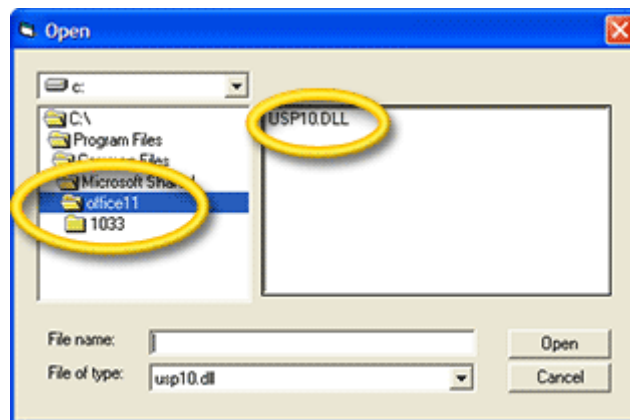 Open
c:
C:\
Program Files
Common Files
Microsoft Shared
office11
1033
USP10.DLL
File name:
Open
File of type:
usp10.dll
Cancel